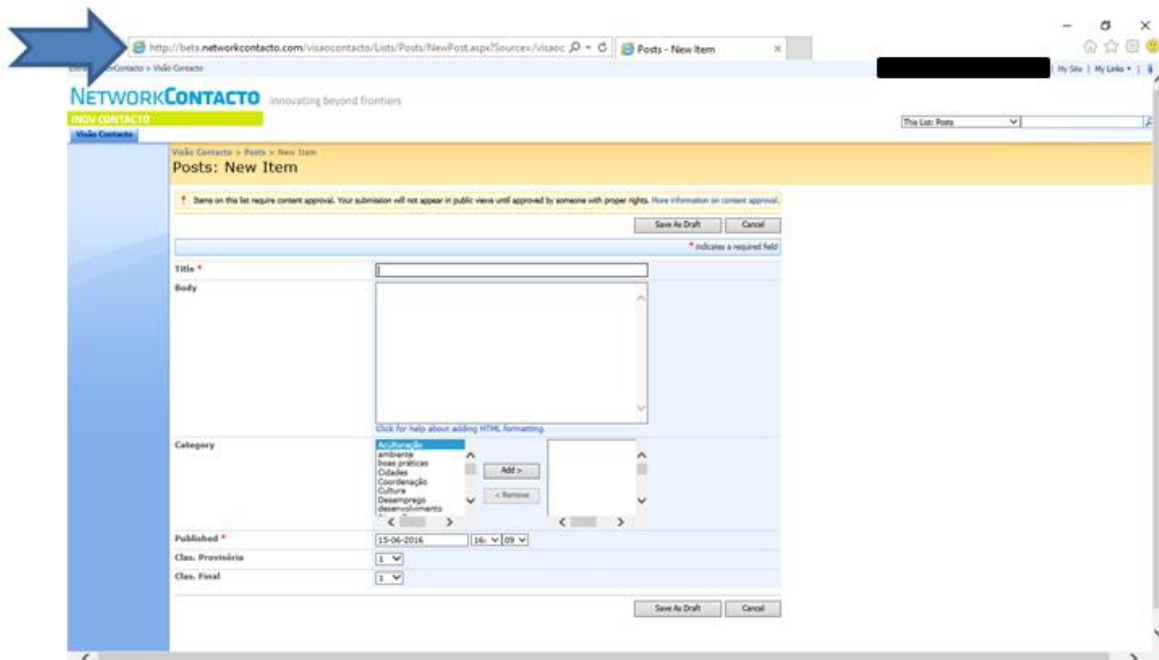 http://beta.networkcontacto.com/visaocontacto/Lists/Posts/NewPost.aspx?Source=/visaoc
Posts - New Item
> Visão Contacto
| My Site | My Links ▾ |
NETWORKCONTACTO innovating beyond frontiers
INOV CONTACTO
This List: Posts
Visão Contacto
Visão Contacto > Posts > New Item
Posts: New Item
Items on this list require content approval. Your submission will not appear in public views until approved by someone with proper rights. More information on content approval.
Save As Draft Cancel
* indicates a required field
Title *
Body
Click for help about adding HTML formatting.
Category
Aculturação
ambiente
boas práticas
Cidades
Coordenação
Cultura
Desemprego
desenvolvimento
Add >
< Remove
Published * 15-06-2016 16: 09
Clas. Provisória 1
Clas. Final 1
Save As Draft Cancel